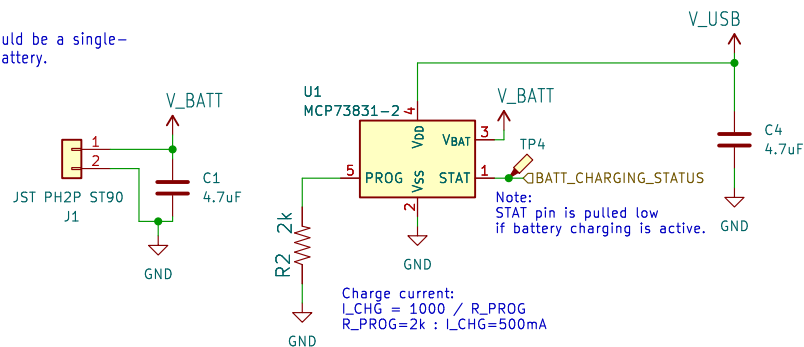 V_USB
uld be a single-
attery.
V_BATT
1
2
JST PH2P ST90
J1
C1
4.7uF
GND
U1
MCP73831-2
4
VDD
V_BATT
VBAT
3
TP4
5
PROG
VSS
STAT
1
BATT_CHARGING_STATUS
2
GND
Note:
STAT pin is pulled low
if battery charging is active.
C4
4.7uF
GND
R2
2k
GND
Charge current:
I_CHG = 1000 / R_PROG
R_PROG=2k : I_CHG=500mA